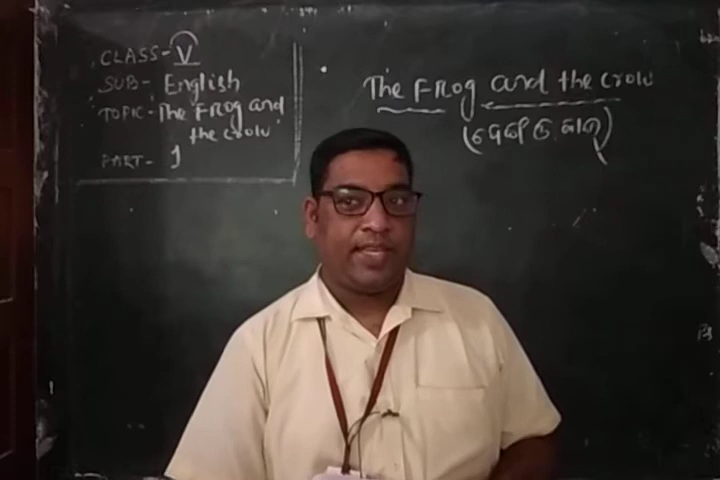 CLASS- V
SUB- English
TOPIC- The Frog and
the crow
PART- 1
The Frog and the crow
(ବେଙ୍ଗ ଓ କାଉ)